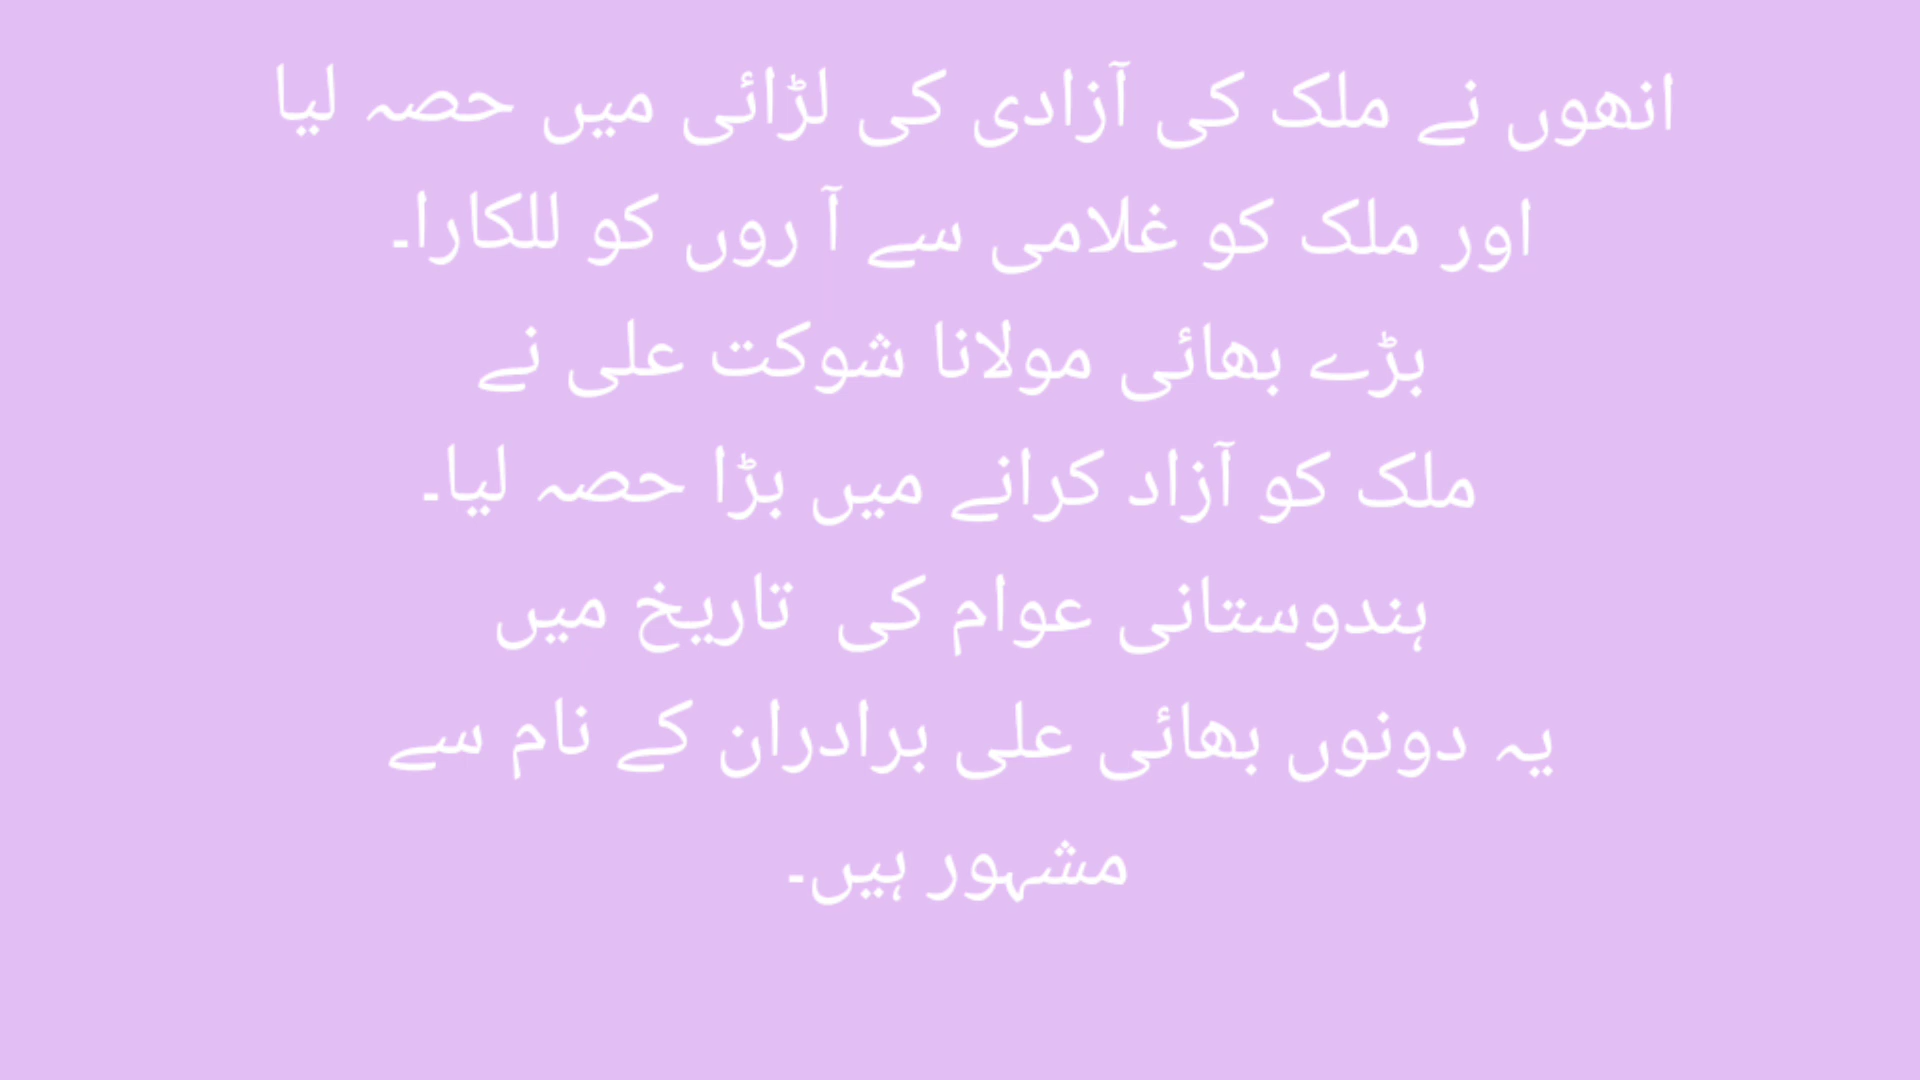 انھوں نے ملک کی آزادی کی لڑائی میں حصہ لیا
اور ملک کو غلامی سے آ روں کو للکارا۔
بڑے بھائی مولانا شوکت علی نے
ملک کو آزاد کرانے میں بڑا حصہ لیا۔
ہندوستانی عوام کی تاریخ میں
یہ دونوں بھائی علی برادران کے نام سے
مشہور ہیں۔